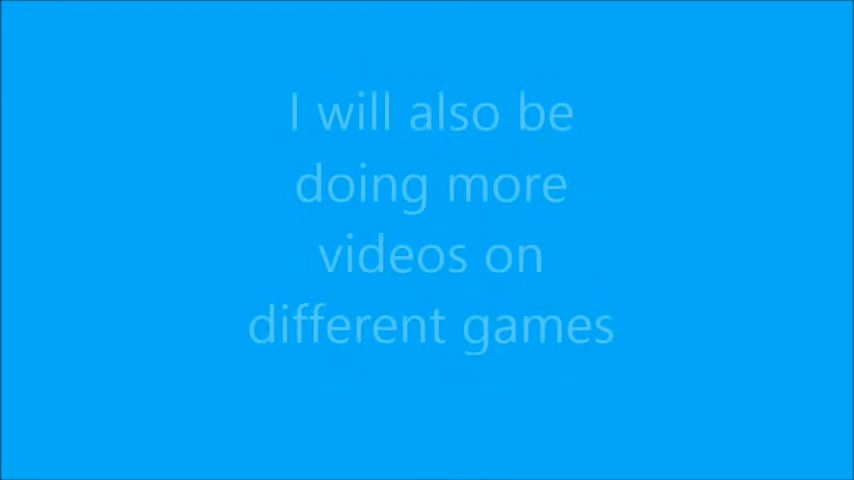 I will also be
doing more
videos on
different games